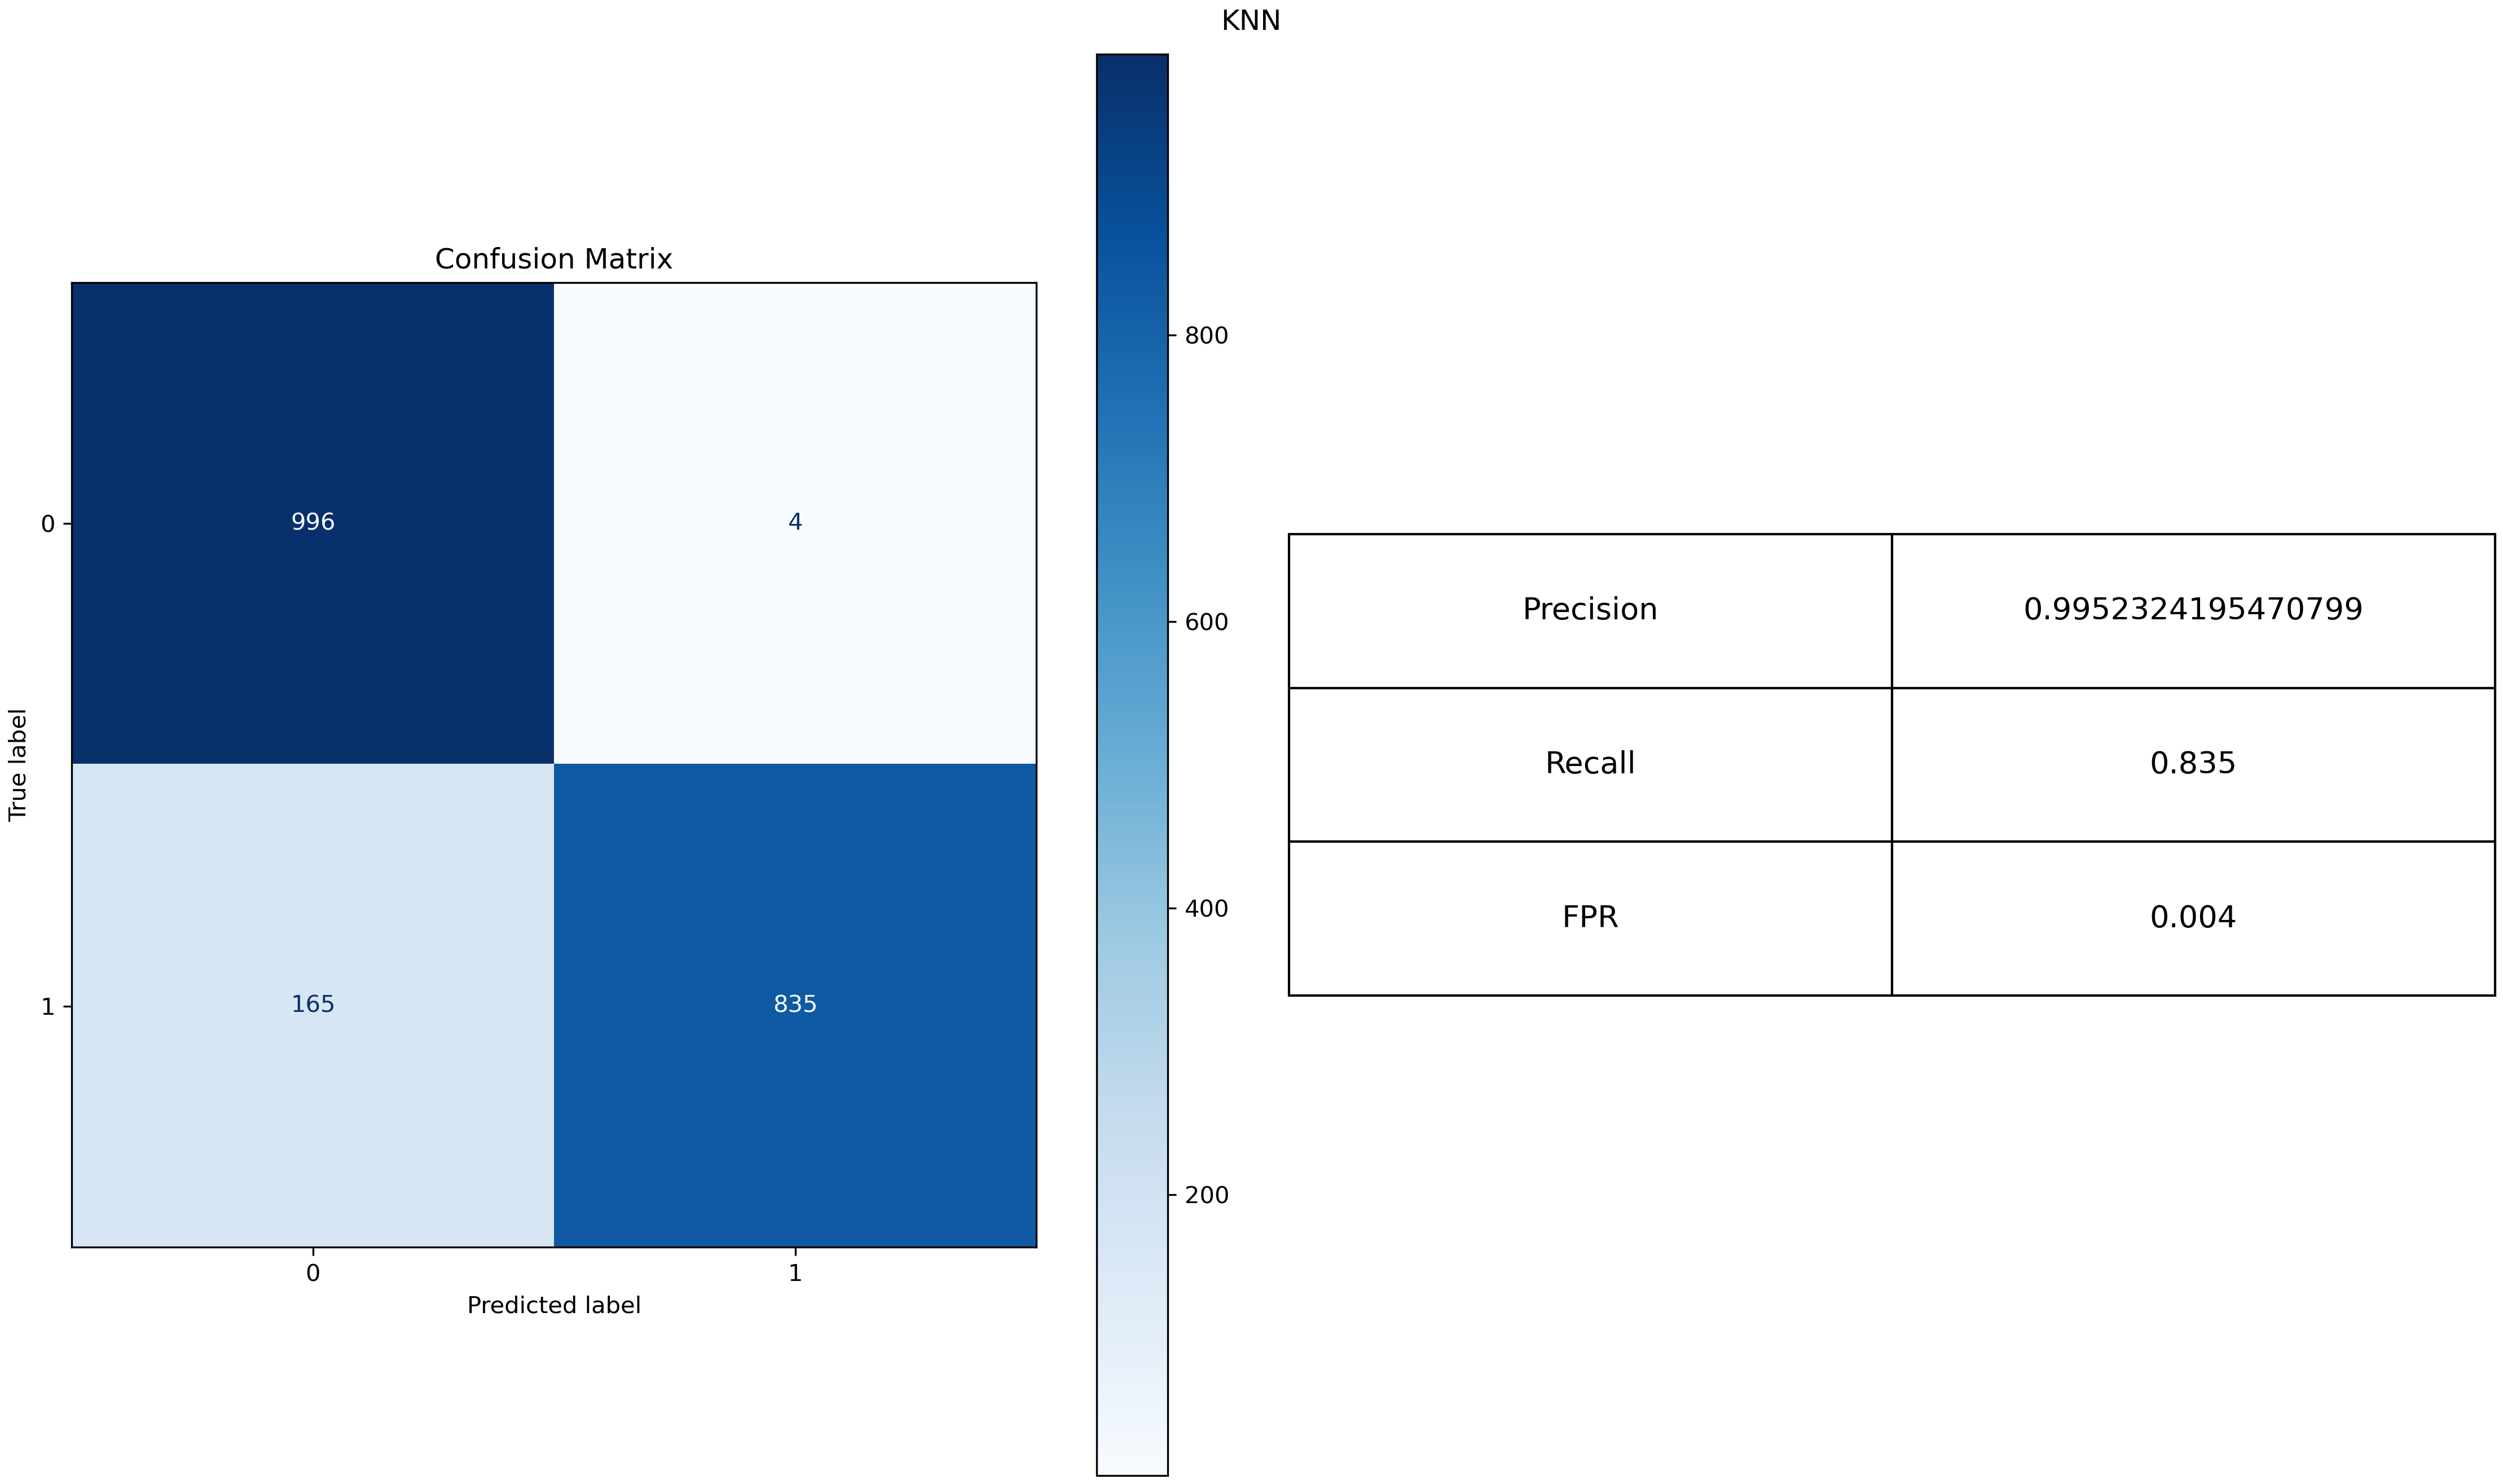 KNN
Confusion Matrix
True label
0
996
4
1
165
835
0
1
Predicted label
800
600
400
200
Precision
0.9952324195470799
Recall
0.835
FPR
0.004